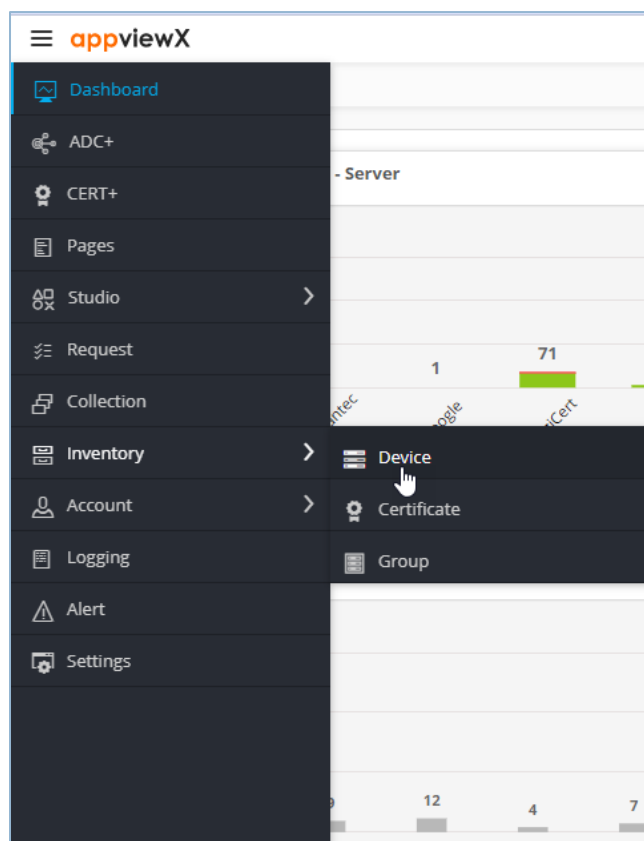 appviewX
Dashboard
ADC+
- Server
CERT+
Pages
Studio
Request
1
71
Collection
Inventory
Device
Account
Certificate
Logging
Group
Alert
Settings
12
4
7